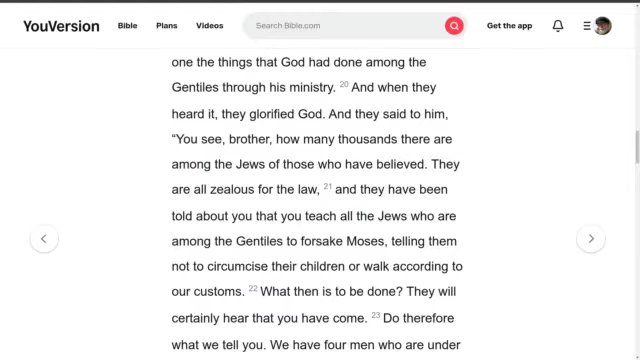 YouVersion Bible Plans Videos Search Bible.com Get the app
one the things that God had done among the
Gentiles through his ministry. 20 And when they
heard it, they glorified God. And they said to him,
“You see, brother, how many thousands there are
among the Jews of those who have believed. They
are all zealous for the law, 21 and they have been
told about you that you teach all the Jews who are
among the Gentiles to forsake Moses, telling them
not to circumcise their children or walk according to
our customs. 22 What then is to be done? They will
certainly hear that you have come. 23 Do therefore
what we tell you. We have four men who are under